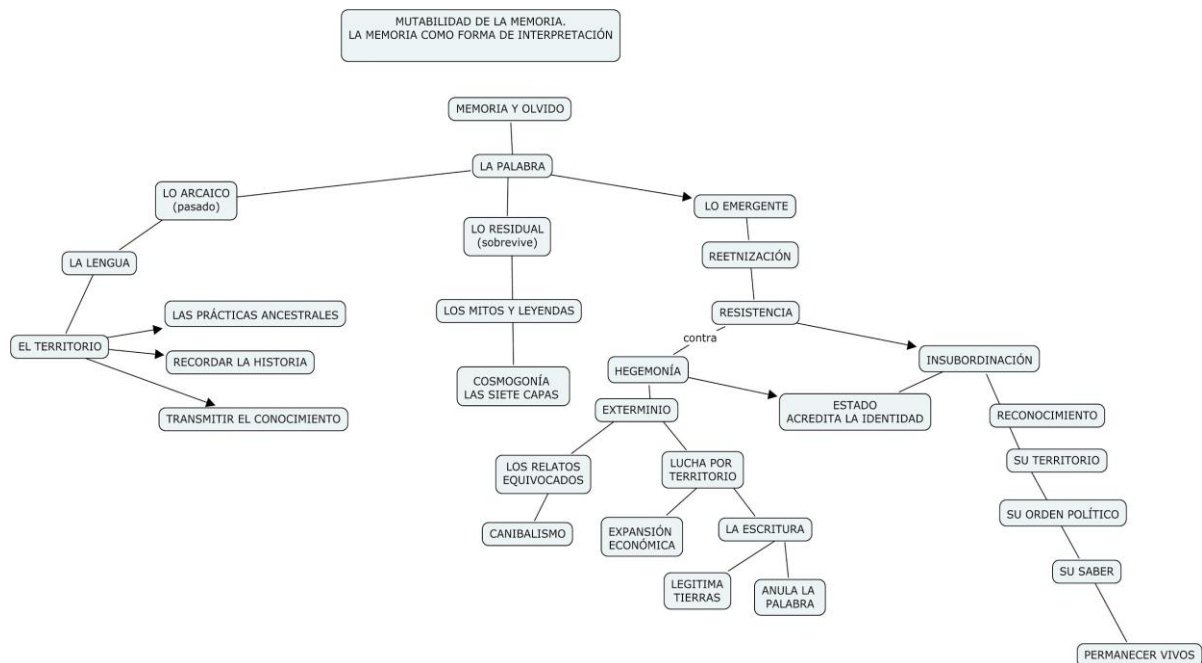 MUTABILIDAD DE LA MEMORIA.
LA MEMORIA COMO FORMA DE INTERPRETACIÓN
MEMORIA Y OLVIDO
LA PALABRA
LO ARCAICO
(pasado)
LO RESIDUAL
(sobrevive)
LO EMERGENTE
LA LENGUA
REETNIZACIÓN
LAS PRÁCTICAS ANCESTRALES
LOS MITOS Y LEYENDAS
RESISTENCIA
contra
EL TERRITORIO
RECORDAR LA HISTORIA
TRANSMITIR EL CONOCIMIENTO
COSMOGONÍA
LAS SIETE CAPAS
HEGEMONÍA
INSUBORDINACIÓN
EXTERMINIO
ESTADO
ACREDITA LA IDENTIDAD
RECONOCIMIENTO
LOS RELATOS
EQUIVOCADOS
LUCHA POR
TERRITORIO
SU TERRITORIO
CANIBALISMO
EXPANSIÓN
ECONÓMICA
LA ESCRITURA
SU ORDEN POLÍTICO
LEGITIMA
TIERRAS
ANULA LA
PALABRA
SU SABER
PERMANECER VIVOS